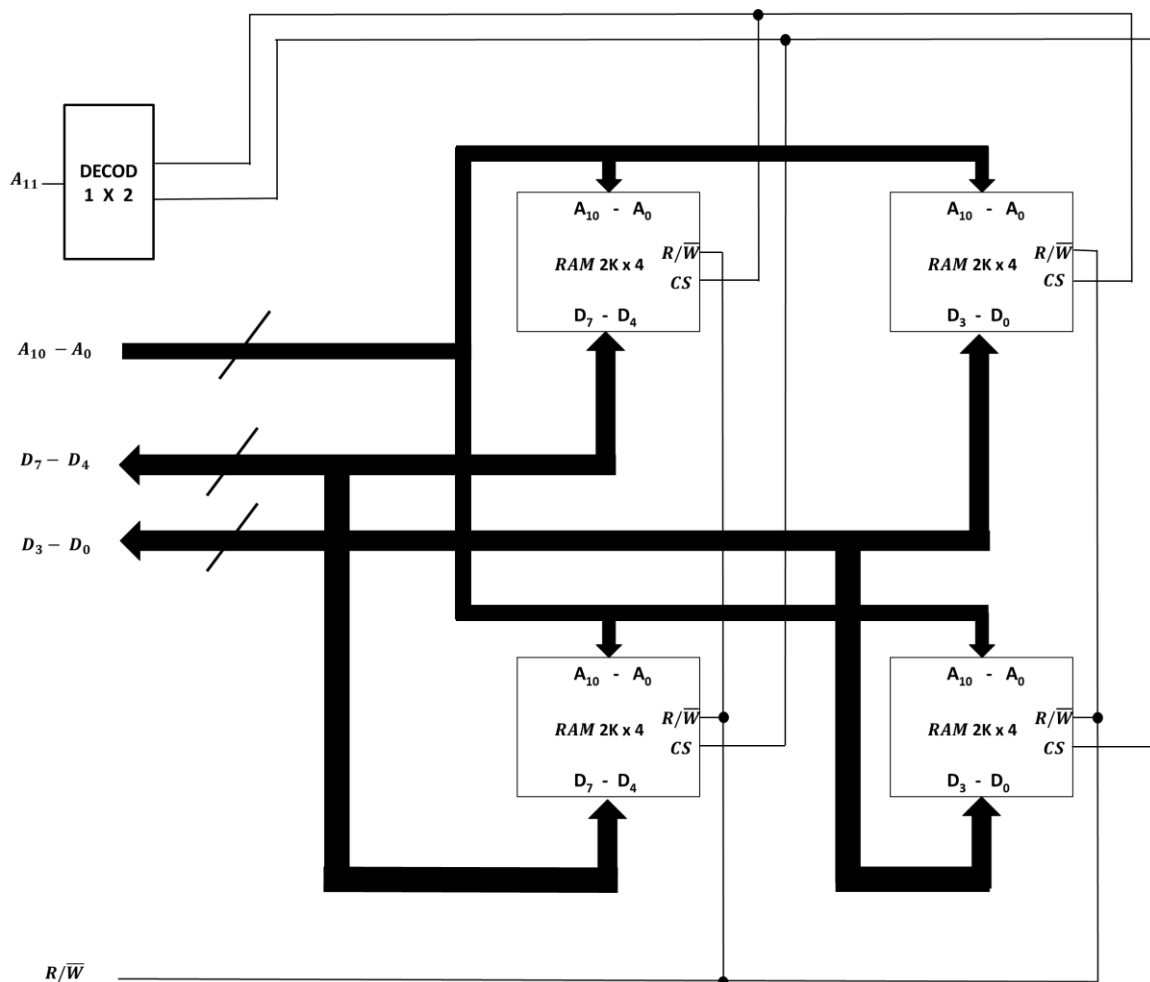 DECOD
1 X 2
A₁₁
A₁₀ - A₀
R/W̅
RAM 2K x 4
CS
D₇ - D₄
A₁₀ - A₀
R/W̅
RAM 2K x 4
CS
D₃ - D₀
A₁₀ - A₀
D₇ - D₄
D₃ - D₀
A₁₀ - A₀
R/W̅
RAM 2K x 4
CS
D₇ - D₄
A₁₀ - A₀
R/W̅
RAM 2K x 4
CS
D₃ - D₀
R/W̅